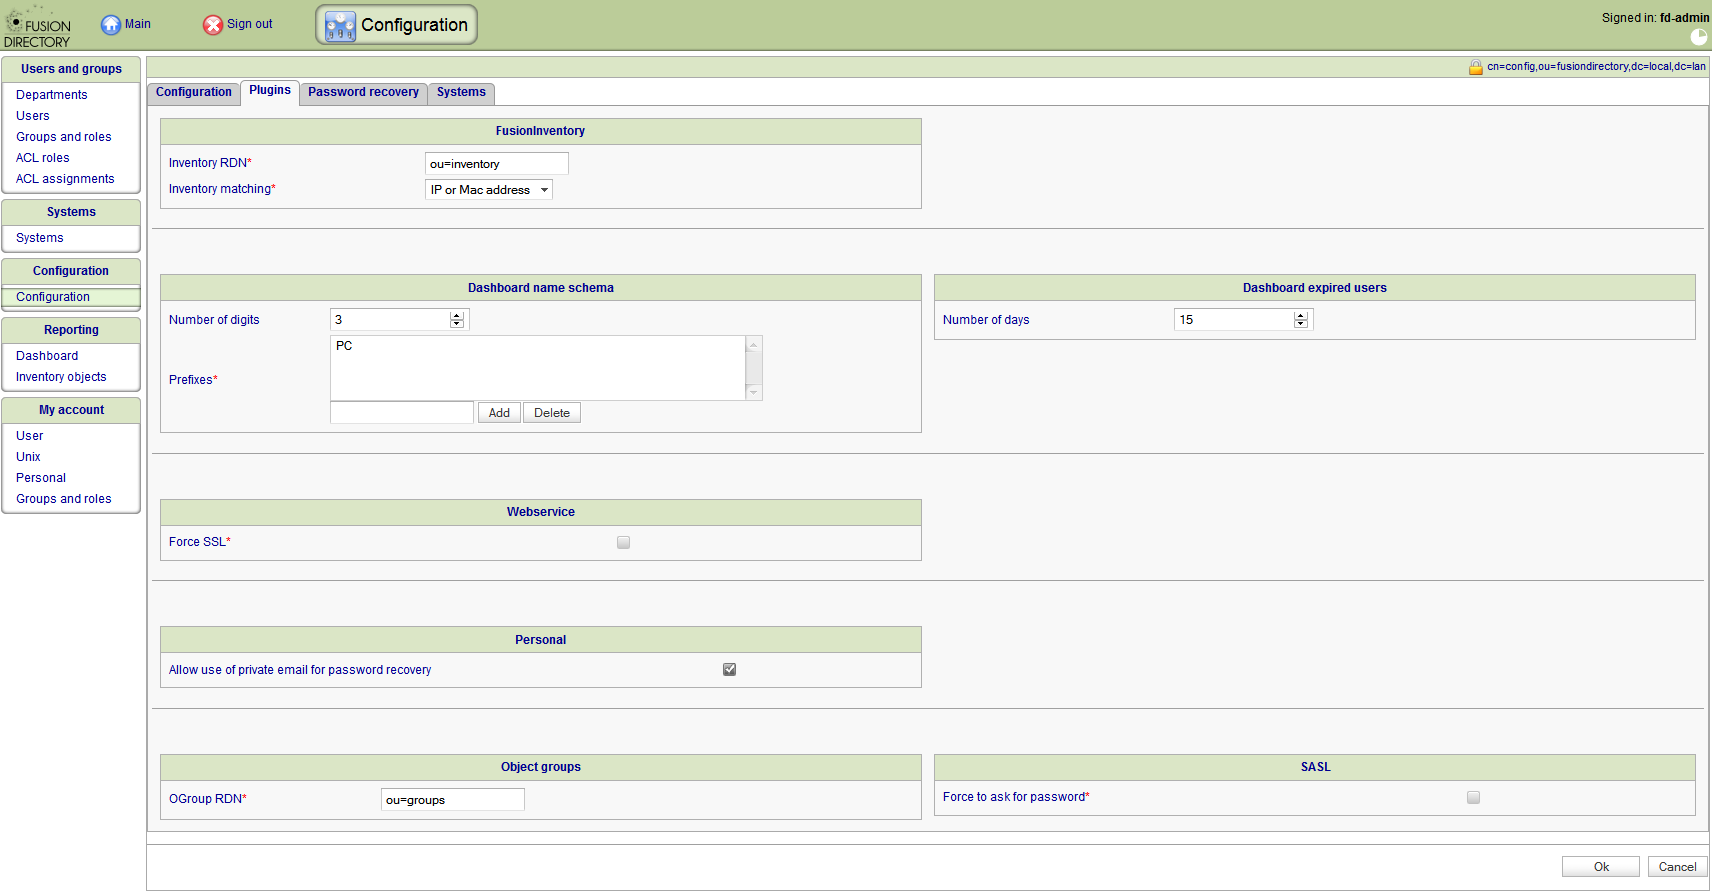 FUSION
DIRECTORY
Main
Sign out
Configuration
Signed in: fd-admin
Users and groups
Departments
Users
Groups and roles
ACL roles
ACL assignments
Systems
Systems
Configuration
Configuration
Reporting
Dashboard
Inventory objects
My account
User
Unix
Personal
Groups and roles
cn=config,ou=fusiondirectory,dc=local,dc=lan
Configuration Plugins Password recovery Systems
FusionInventory
Inventory RDN* ou=inventory
Inventory matching* IP or Mac address
Dashboard name schema
Number of digits 3
PC
Prefixes*
Add Delete
Dashboard expired users
Number of days 15
Webservice
Force SSL*
Personal
Allow use of private email for password recovery
Object groups
OGroup RDN* ou=groups
SASL
Force to ask for password*
Ok Cancel